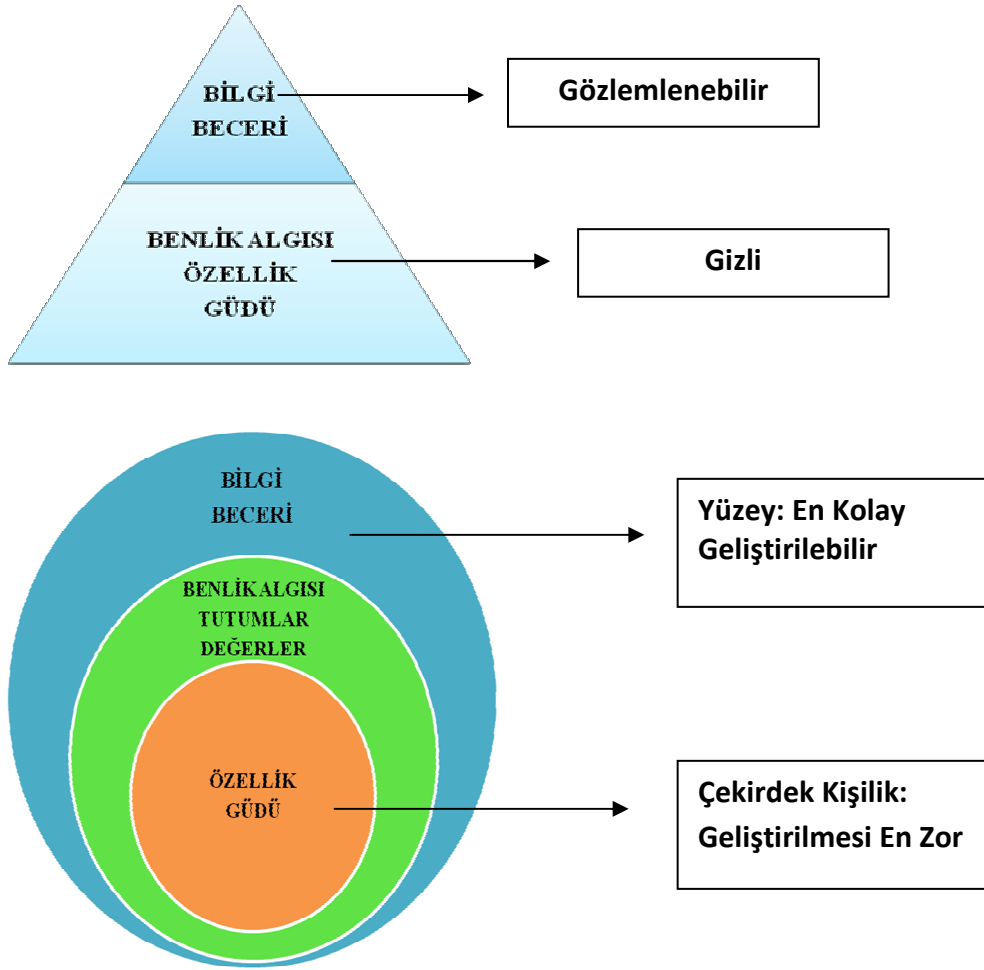 BİLGİ
BECERİ
Gözlemlenebilir
BENLİK ALGISI
ÖZELLİK
GÜDÜ
Gizli
BİLGİ
BECERİ
Yüzey: En Kolay
Geliştirilebilir
BENLİK ALGISI
TUTUMLAR
DEĞERLER
ÖZELLİK
GÜDÜ
Çekirdek Kişilik:
Geliştirilmesi En Zor